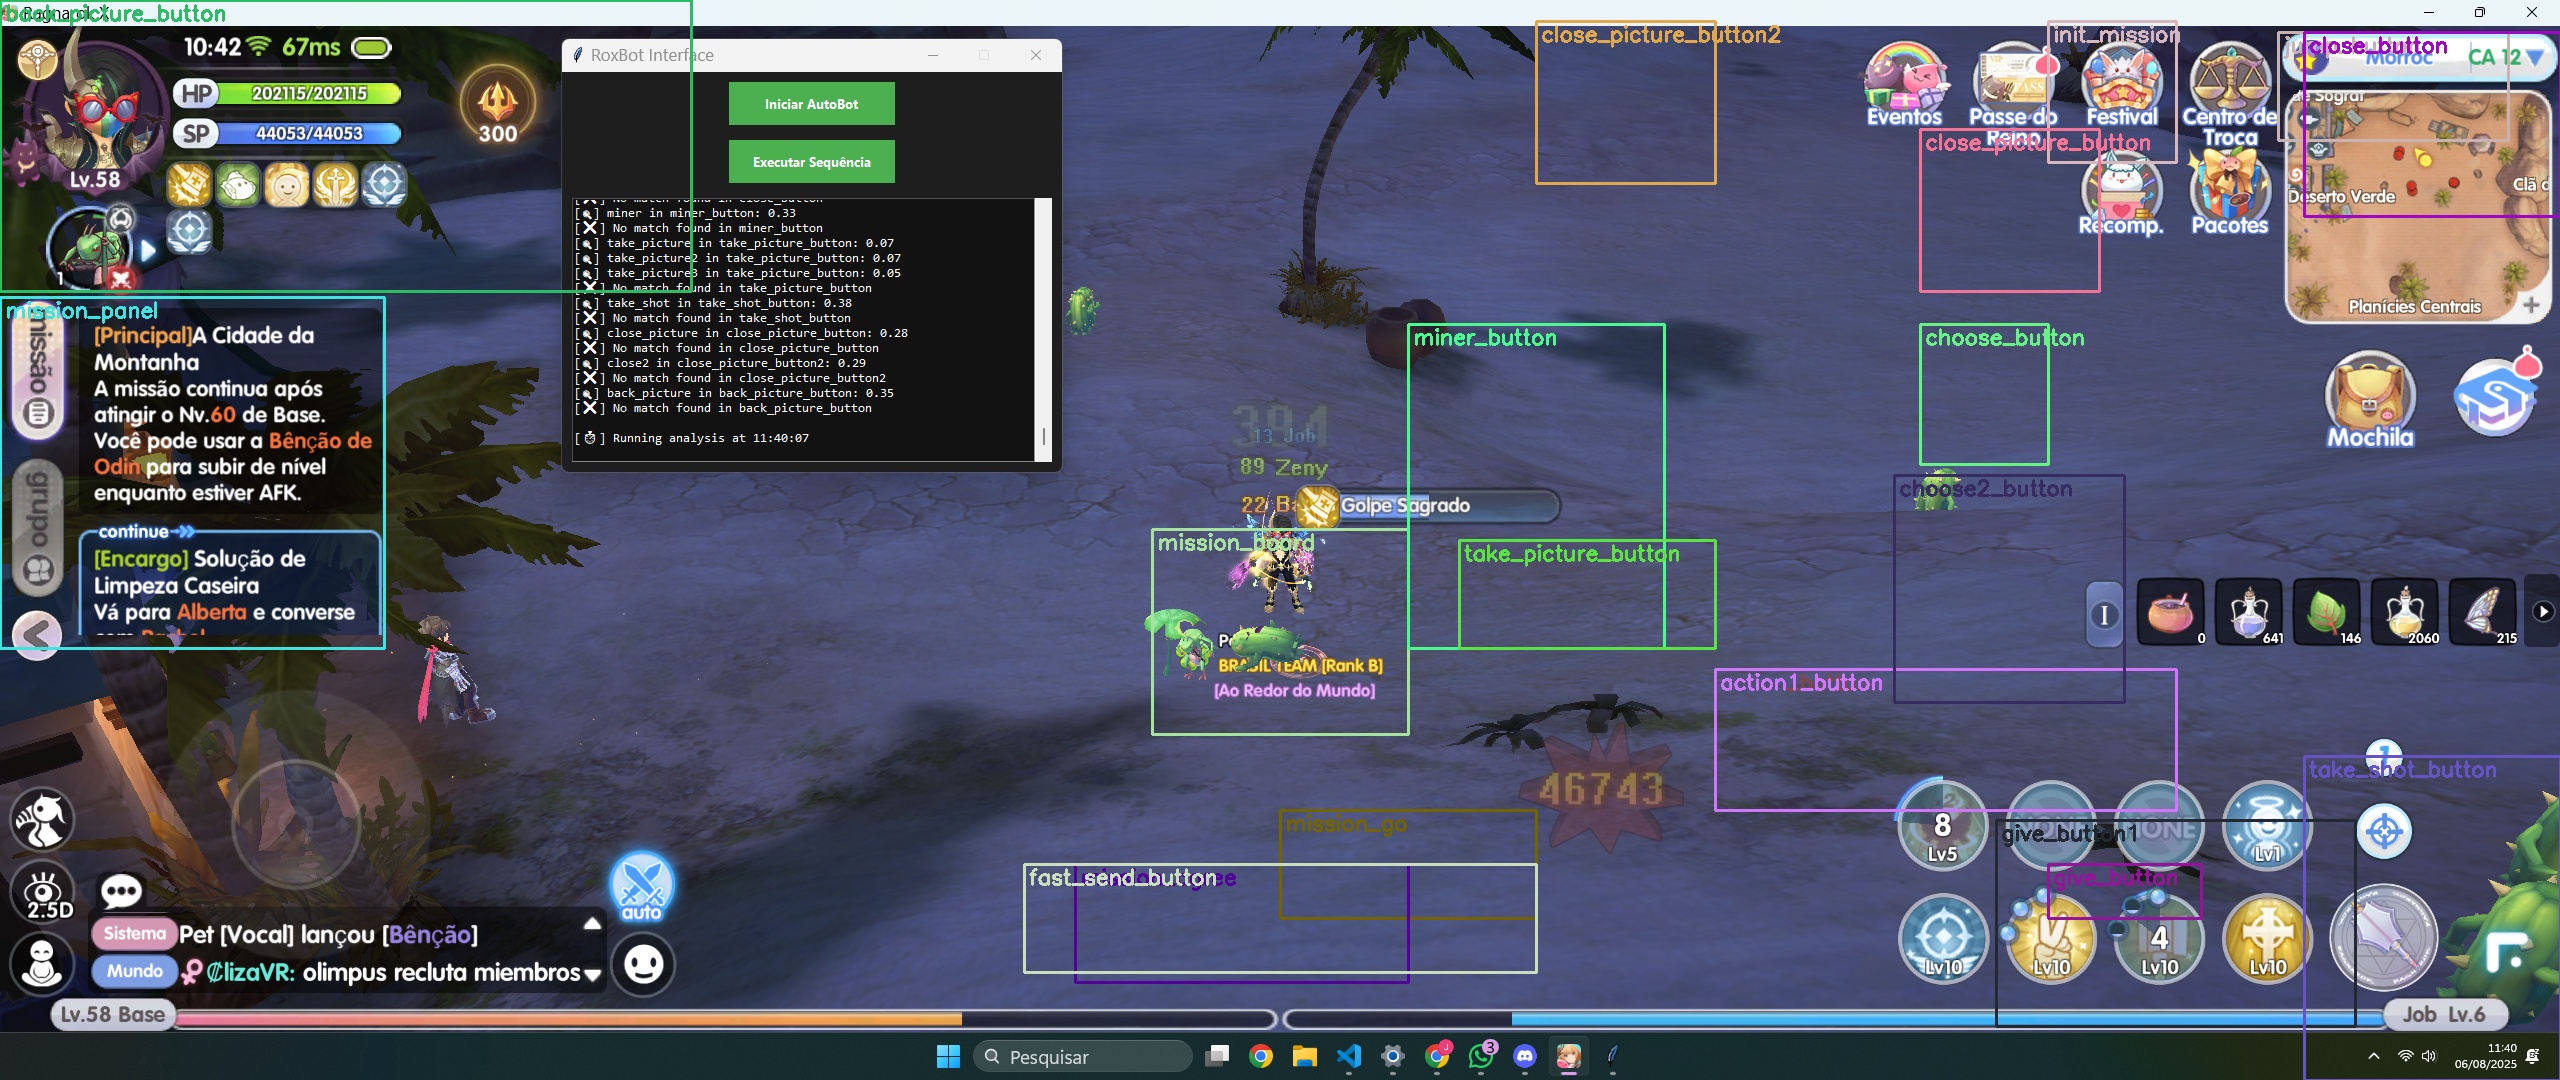 Ragnarok X
back_picture_button
10:42 67ms
HP 202115/202115
SP 44053/44053
300
Lv.58
1
RoxBot Interface
Iniciar AutoBot
Executar Sequência
[🔍] miner in miner_button: 0.33
[❌] No match found in miner_button
[🔍] take_picture in take_picture_button: 0.07
[🔍] take_picture2 in take_picture_button: 0.07
[🔍] take_picture3 in take_picture_button: 0.05
[❌] No match found in take_picture_button
[🔍] take_shot in take_shot_button: 0.38
[❌] No match found in take_shot_button
[🔍] close_picture in close_picture_button: 0.28
[❌] No match found in close_picture_button
[🔍] close2 in close_picture_button2: 0.29
[❌] No match found in close_picture_button2
[🔍] back_picture in back_picture_button: 0.35
[❌] No match found in back_picture_button
[⏱] Running analysis at 11:40:07
close_picture_button2
init_mission
close_button
Morroc CA 12
Eventos
Passe do Reino
Festival
Centro de Troca
close_picture_button
Recomp.
Pacotes
Deserto Verde
Planícies Centrais
mission_panel
missão
grupo
[Principal]A Cidade da
Montanha
A missão continua após
atingir o Nv.60 de Base.
Você pode usar a Bênção de
Odin para subir de nível
enquanto estiver AFK.
continue
[Encargo] Solução de
Limpeza Caseira
Vá para Alberta e converse
miner_button
choose_button
Mochila
choose2_button
13 Job
89 Zeny
Golpe Sagrado
mission_board
take_picture_button
BRASIL TEAM [Rank B]
[Ao Redor do Mundo]
I
0
641
146
2060
215
action1_button
take_shot_button
46743
mission_go
fast_send_button
give_button1
give_button
8
Lv5
Lv1
Lv10
Lv10
4
Lv10
Lv10
2.5D
auto
Sistema Pet [Vocal] lançou [Bênção]
Mundo ₡lizaVR: olimpus recluta miembros
Lv.58 Base
Job Lv.6
Pesquisar
3
11:40
06/08/2025